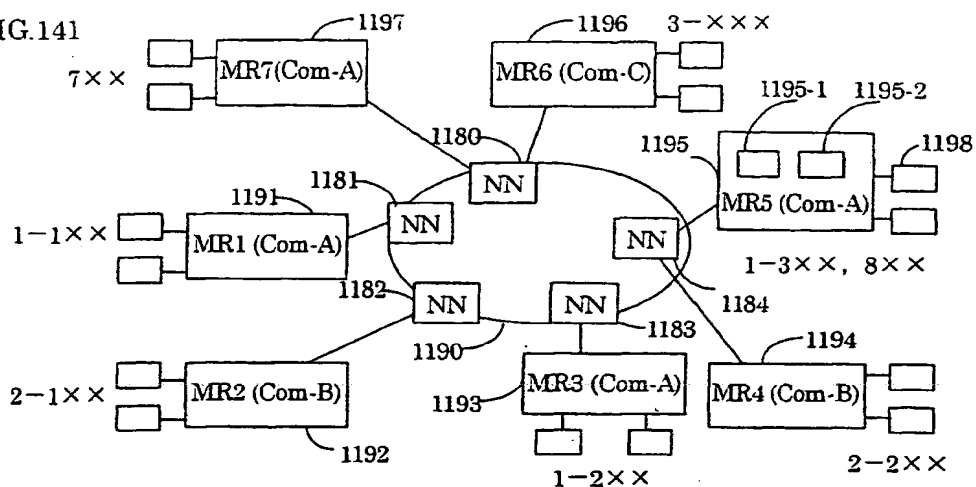 IG.141
1197
1196
3-×××
7××
MR7(Com-A)
MR6 (Com-C)
1195-1
1195-2
1180
1195
1198
1181
NN
1191
NN
MR5 (Com-A)
1-1××
MR1 (Com-A)
NN
1-3××, 8××
1182
NN
NN
1184
1190
1183
1194
2-1××
MR2 (Com-B)
1193
MR3 (Com-A)
MR4 (Com-B)
1192
1-2××
2-2××